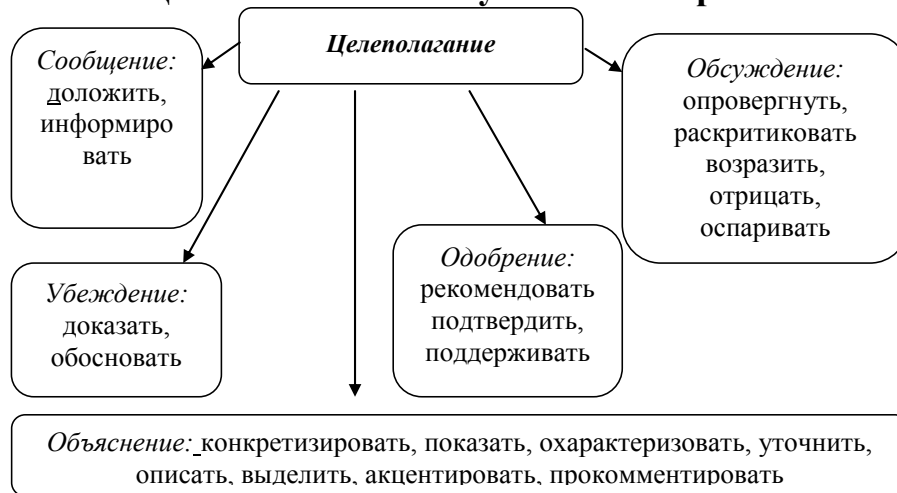 Целеполагание
Сообщение:
доложить,
информиро
вать
Обсуждение:
опровергнуть,
раскритиковать
возразить,
отрицать,
оспаривать
Убеждение:
доказать,
обосновать
Одобрение:
рекомендовать
подтвердить,
поддерживать
Объяснение: конкретизировать, показать, охарактеризовать, уточнить,
описать, выделить, акцентировать, прокомментировать